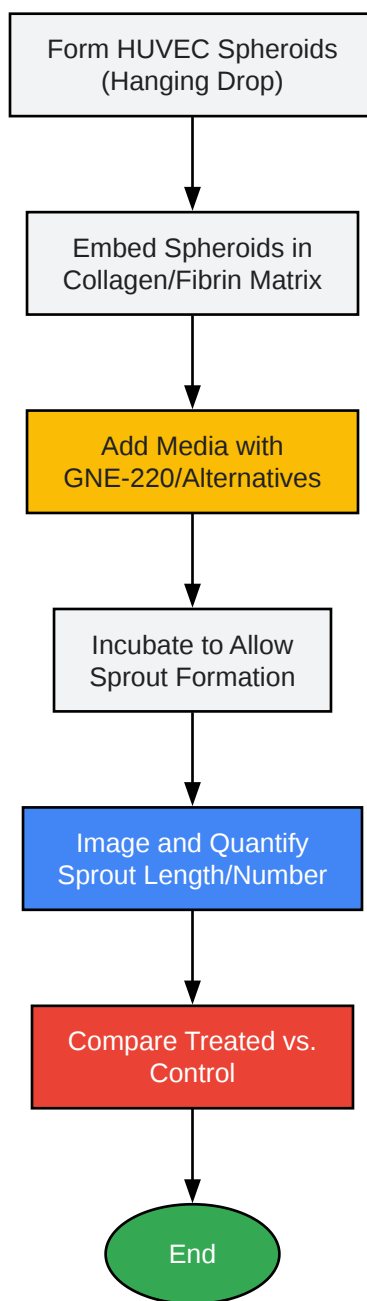 Form HUVEC Spheroids
(Hanging Drop)
Embed Spheroids in
Collagen/Fibrin Matrix
Add Media with
GNE-220/Alternatives
Incubate to Allow
Sprout Formation
Image and Quantify
Sprout Length/Number
Compare Treated vs.
Control
End